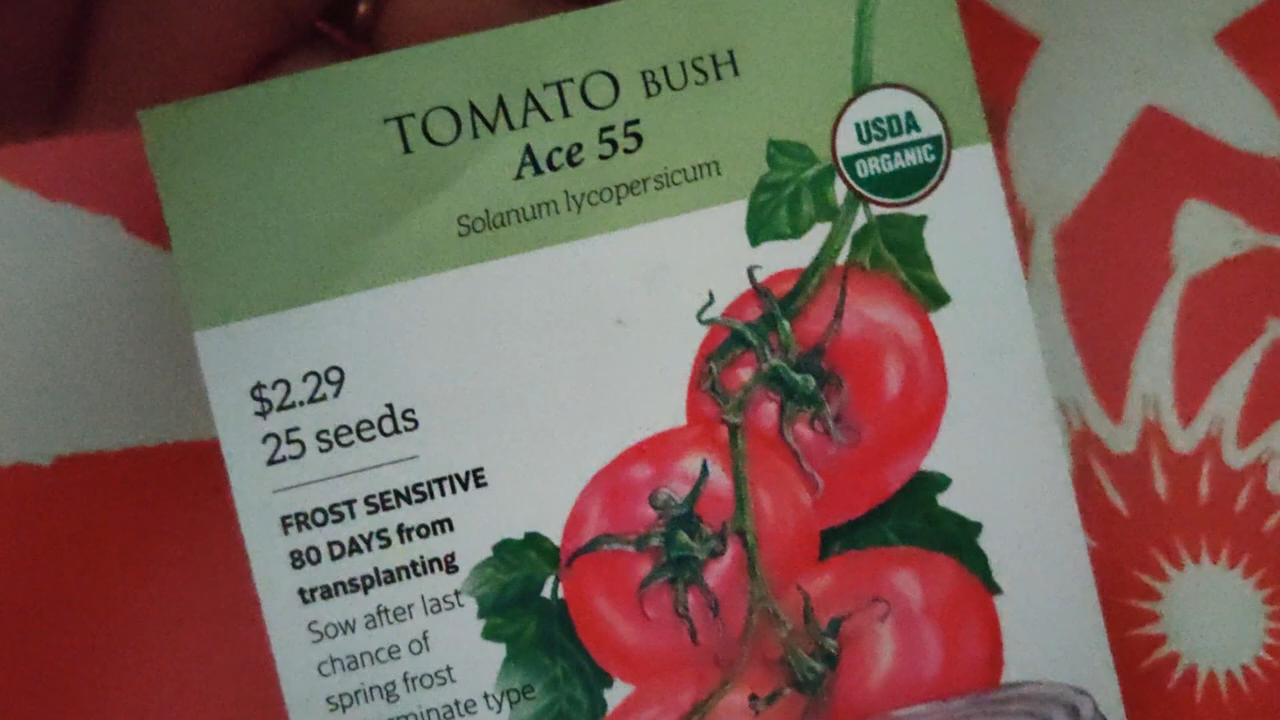 TOMATO BUSH
Ace 55
Solanum lycopersicum
USDA
ORGANIC
$2.29
25 seeds
FROST SENSITIVE
80 DAYS from
transplanting
Sow after last
chance of
spring frost
type